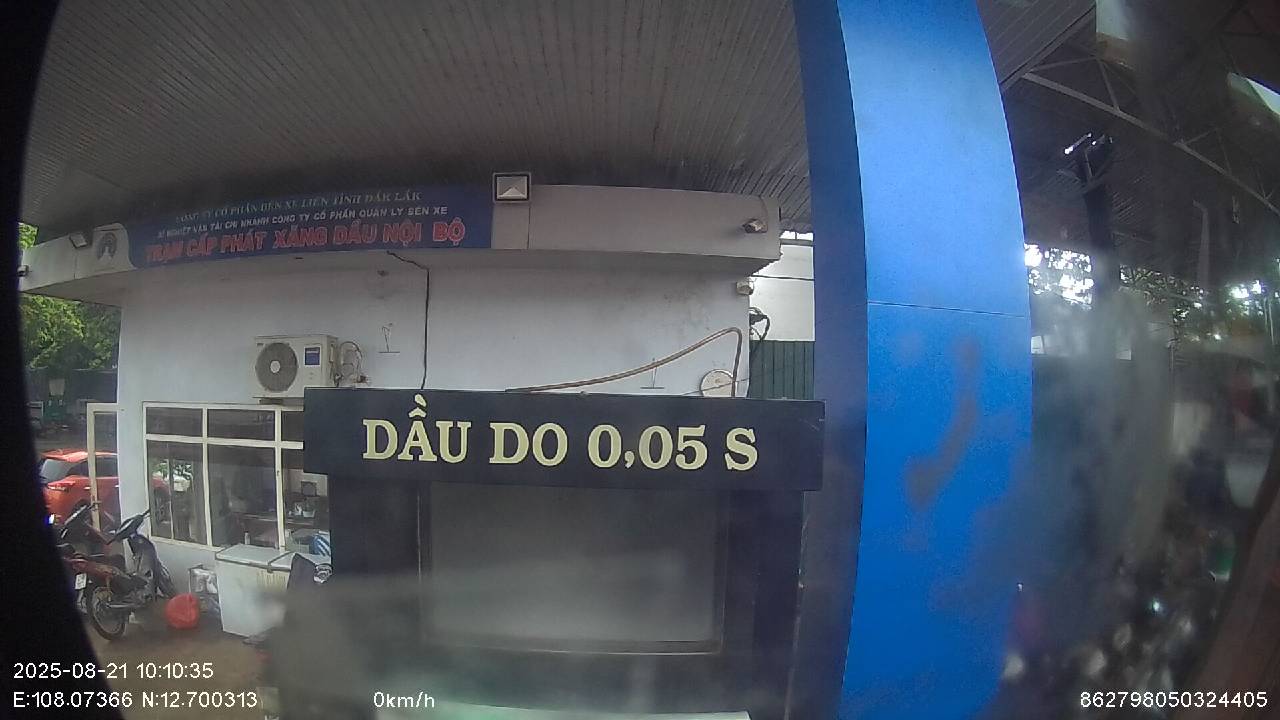 CÔNG TY CỔ PHẦN BẾN XE LIÊN TỈNH ĐẮK LẮK
XÍ NGHIỆP VẬN TẢI CHI NHÁNH CÔNG TY CỔ PHẦN QUẢN LÝ BẾN XE
TRẠM CẤP PHÁT XĂNG DẦU NỘI BỘ
DẦU DO 0,05 S
2025-08-21 10:10:35
E:108.07366 N:12.700313 0km/h 862798050324405